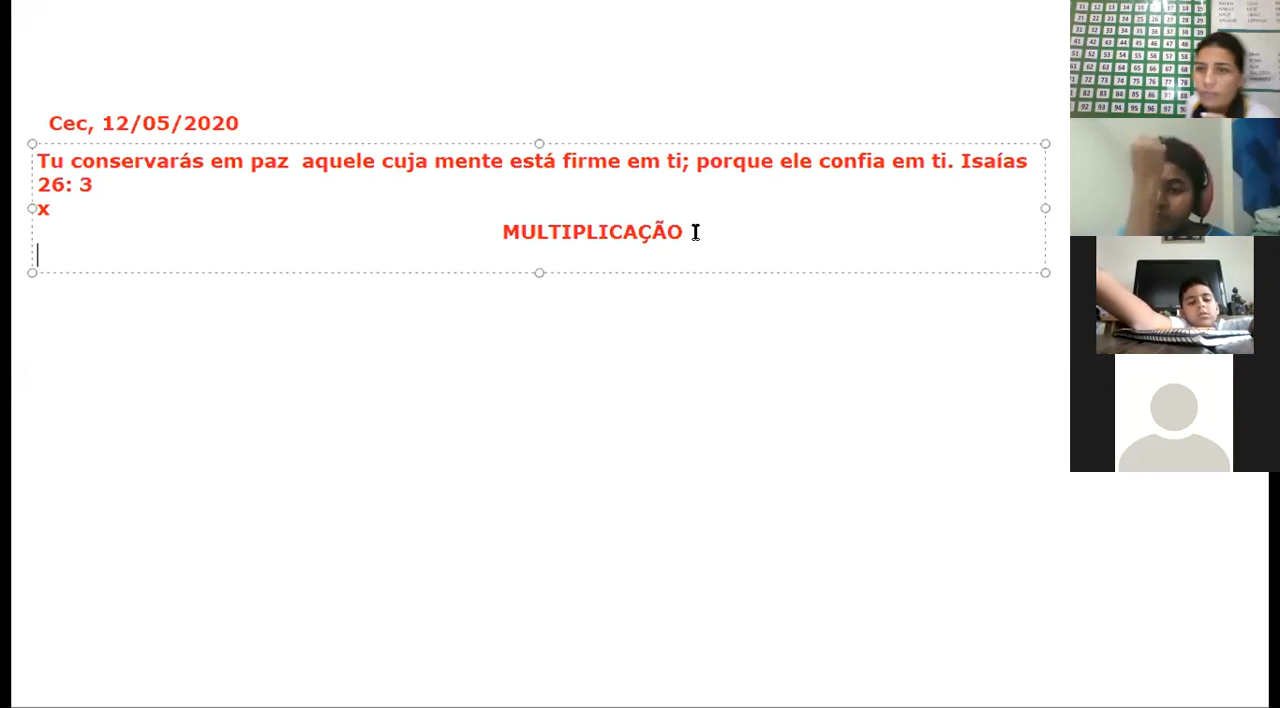 Cec, 12/05/2020
Tu conservarás em paz  aquele cuja mente está firme em ti; porque ele confia em ti. Isaías
26: 3
x
MULTIPLICAÇÃO